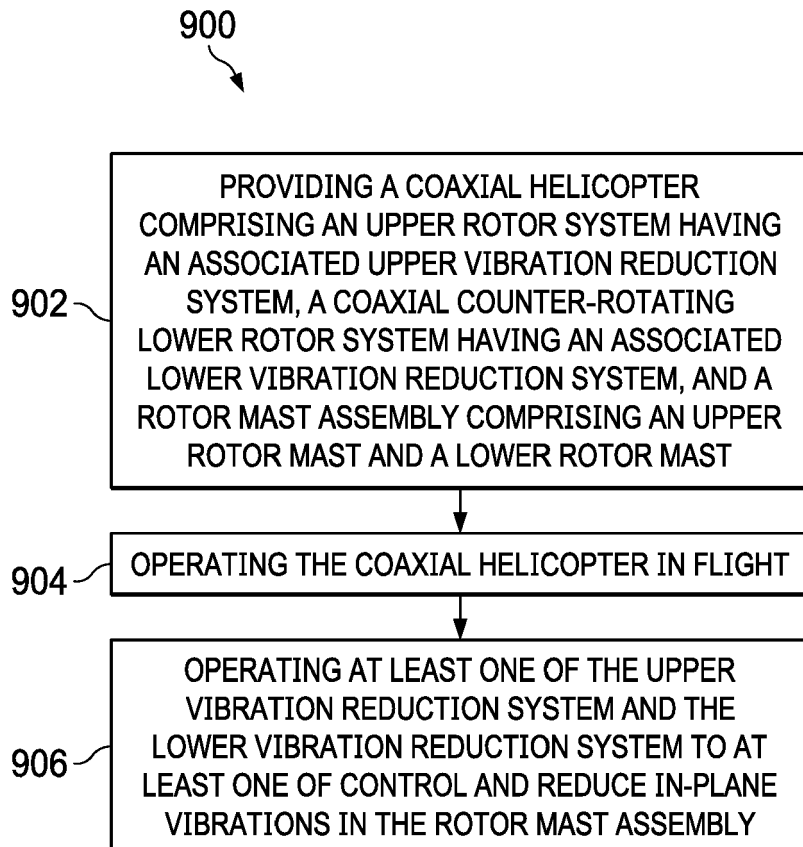 900
902
PROVIDING A COAXIAL HELICOPTER
COMPRISING AN UPPER ROTOR SYSTEM HAVING
AN ASSOCIATED UPPER VIBRATION REDUCTION
SYSTEM, A COAXIAL COUNTER-ROTATING
LOWER ROTOR SYSTEM HAVING AN ASSOCIATED
LOWER VIBRATION REDUCTION SYSTEM, AND A
ROTOR MAST ASSEMBLY COMPRISING AN UPPER
ROTOR MAST AND A LOWER ROTOR MAST
904
OPERATING THE COAXIAL HELICOPTER IN FLIGHT
906
OPERATING AT LEAST ONE OF THE UPPER
VIBRATION REDUCTION SYSTEM AND THE
LOWER VIBRATION REDUCTION SYSTEM TO AT
LEAST ONE OF CONTROL AND REDUCE IN-PLANE
VIBRATIONS IN THE ROTOR MAST ASSEMBLY